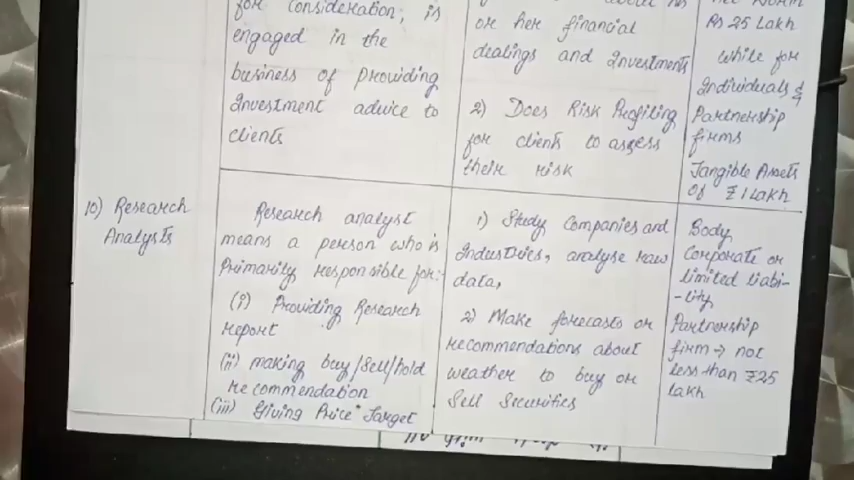 for consideration, is
engaged in the
business of providing
Investment advice to
clients
or her financial
dealings and Investments
2) Does Risk Profiling
for clients to assess
their risk
Rs 25 Lakh
while for
Individuals &
Partnership
firms
Tangible Assets
of ₹1 Lakh
10) Research
Analysts
Research analyst
means a person who is
Primarily responsible for:-
(i) Providing Research
report
(ii) making buy/sell/hold
recommendation
(iii) Giving Price Target
1) Study Companies and
Industries, analyse raw
data,
2) Make forecasts or
recommendations about
weather to buy or
Sell Securities
Body
Corporate or
limited liabi-
-lity
Partnership
firm → not
less than ₹25
lakh